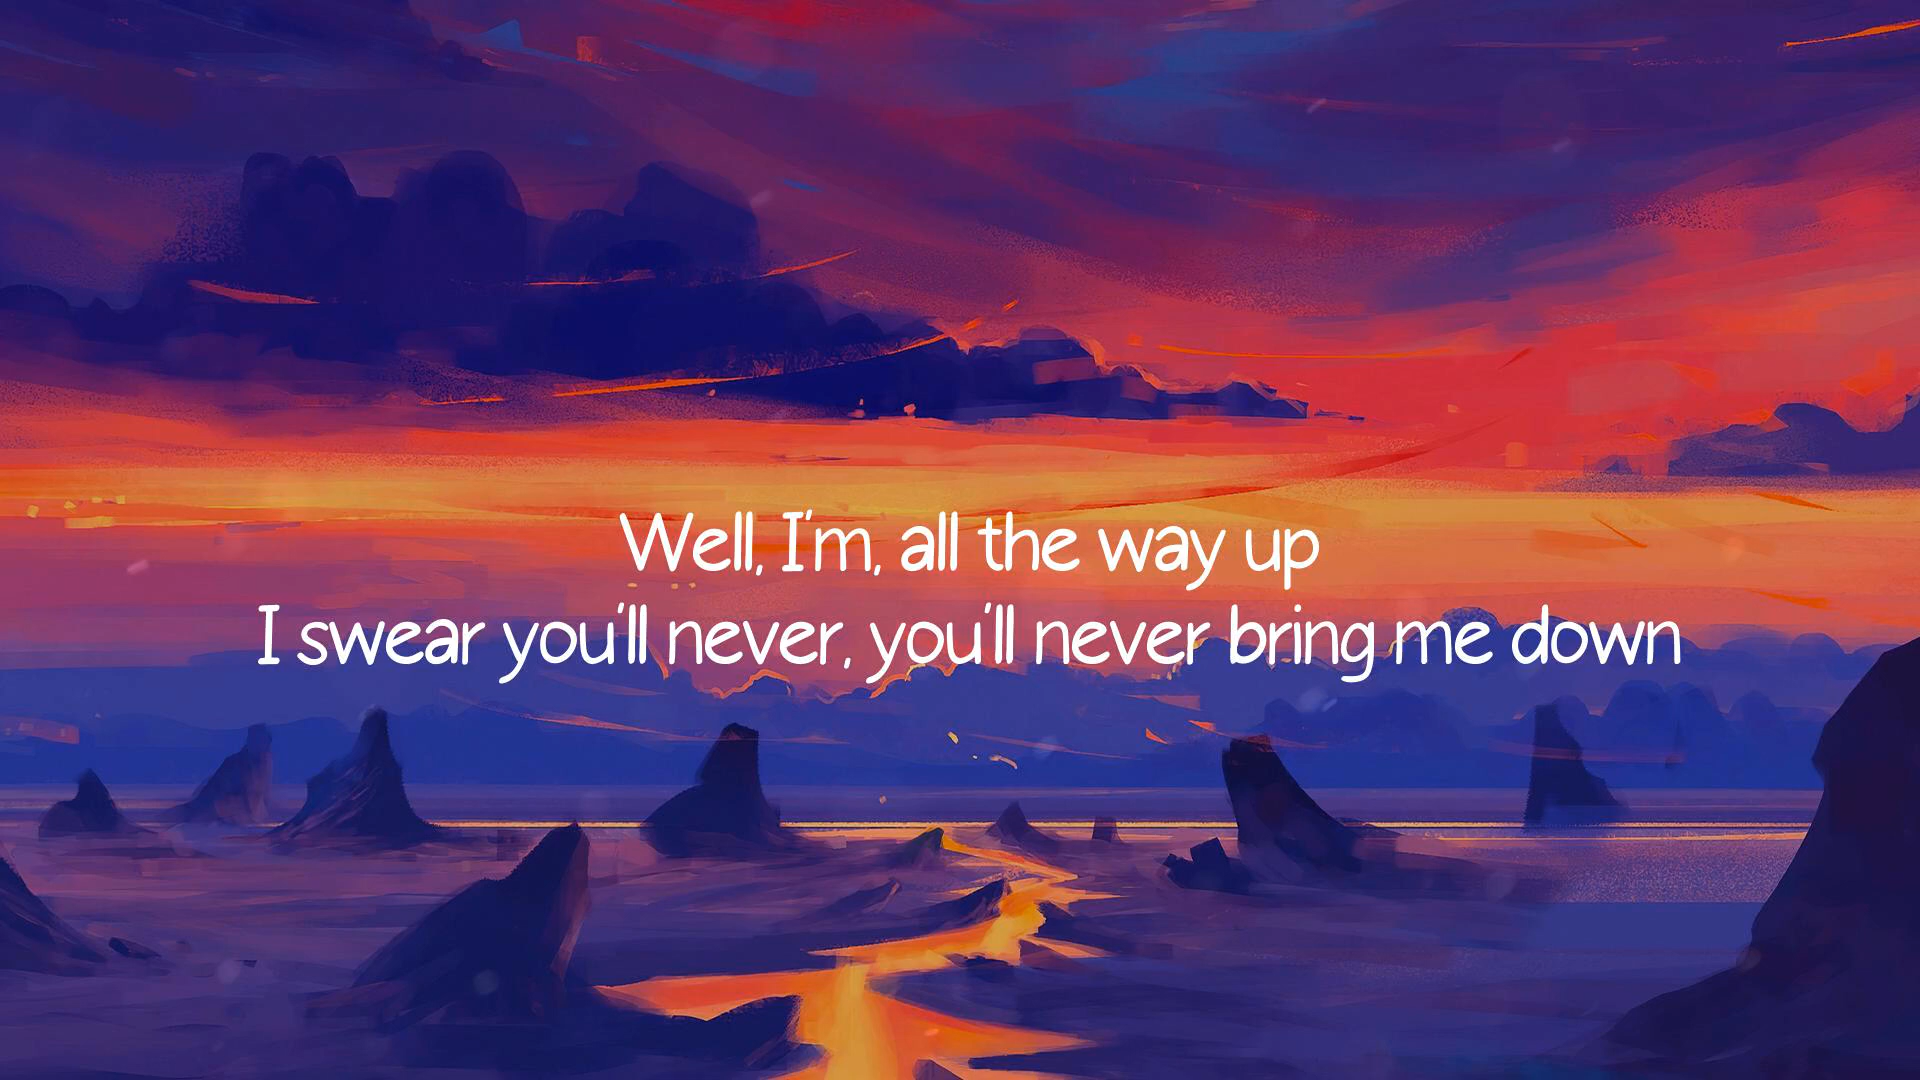 Well, I'm, all the way up
I swear you'll never, you'll never bring me down